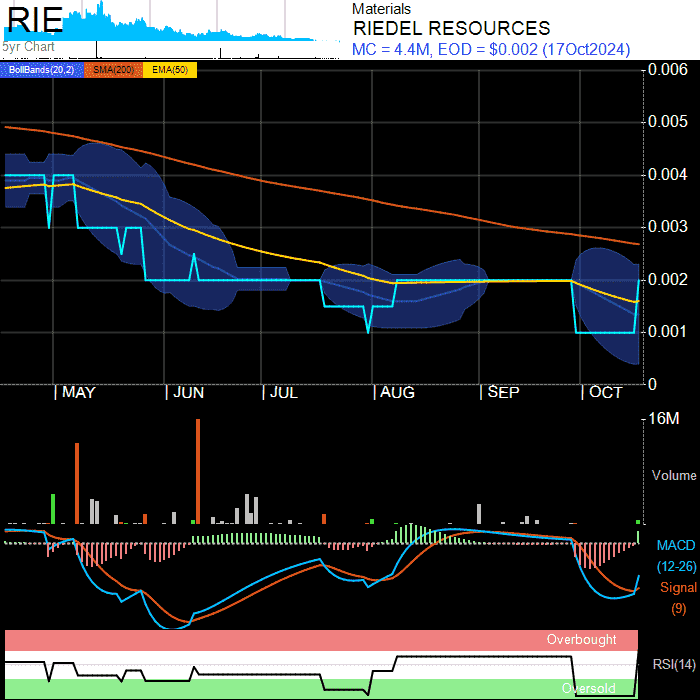 RIE
5yr Chart
Materials
RIEDEL RESOURCES
MC = 4.4M, EOD = $0.002 (17Oct2024)
BollBands(20,2) SMA(200) EMA(50)
0.006
0.005
0.004
0.003
0.002
0.001
0
MAY JUN JUL AUG SEP OCT
16M
Volume
MACD
(12-26)
Signal
(9)
Overbought
RSI(14)
Oversold